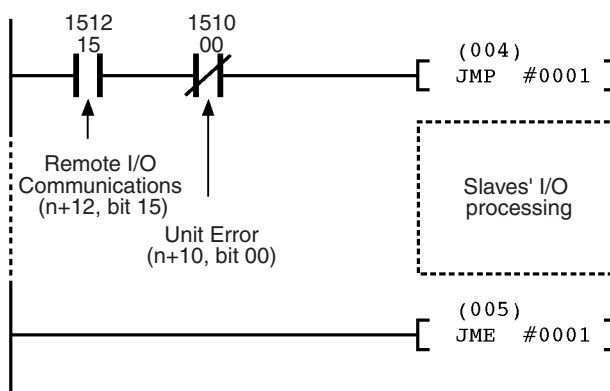 1512
15
1510
00
(004)
JMP #0001
Remote I/O
Communications
(n+12, bit 15)
Slaves' I/O
processing
Unit Error
(n+10, bit 00)
(005)
JME #0001